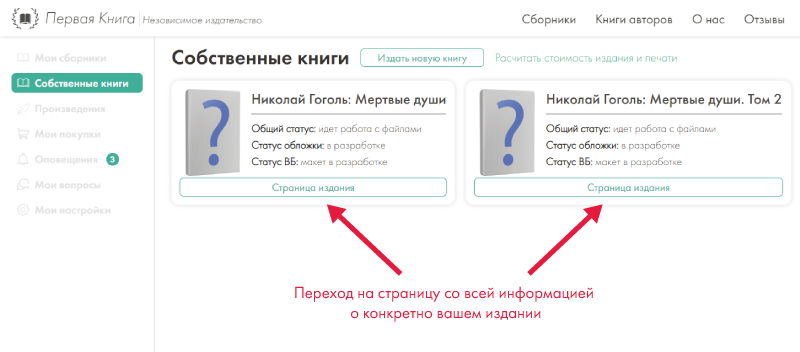 Первая Книга | Независимое издательство
Сборники Книги авторов О нас Отзывы
Мои сборники
Собственные книги
Произведения
Мои покупки
Оповещения 3
Мои вопросы
Мои настройки
Собственные книги Издать новую книгу Расчитать стоимость издания и печати
?
Николай Гоголь: Мертвые души
Общий статус: идет работа с файлами
Статус обложки: в разработке
Статус ВБ: макет в разработке
Страница издания
?
Николай Гоголь: Мертвые души. Том 2
Общий статус: идет работа с файлами
Статус обложки: в разработке
Статус ВБ: макет в разработке
Страница издания
Переход на страницу со всей информацией
о конкретно вашем издании